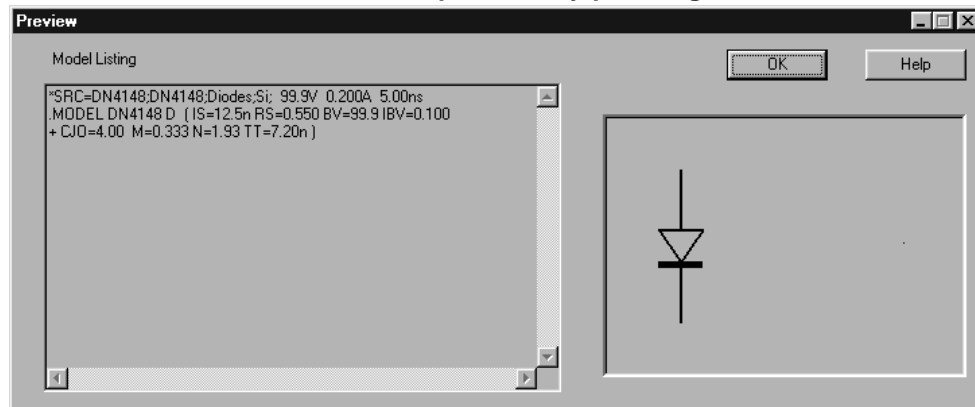 Preview
Model Listing
OK
Help
*SRC=DN4148;DN4148;Diodes;Si; 99.9V 0.200A 5.00ns
.MODEL DN4148 D ( IS=12.5n RS=0.550 BV=99.9 IBV=0.100
+ CJO=4.00 M=0.333 N=1.93 TT=7.20n )